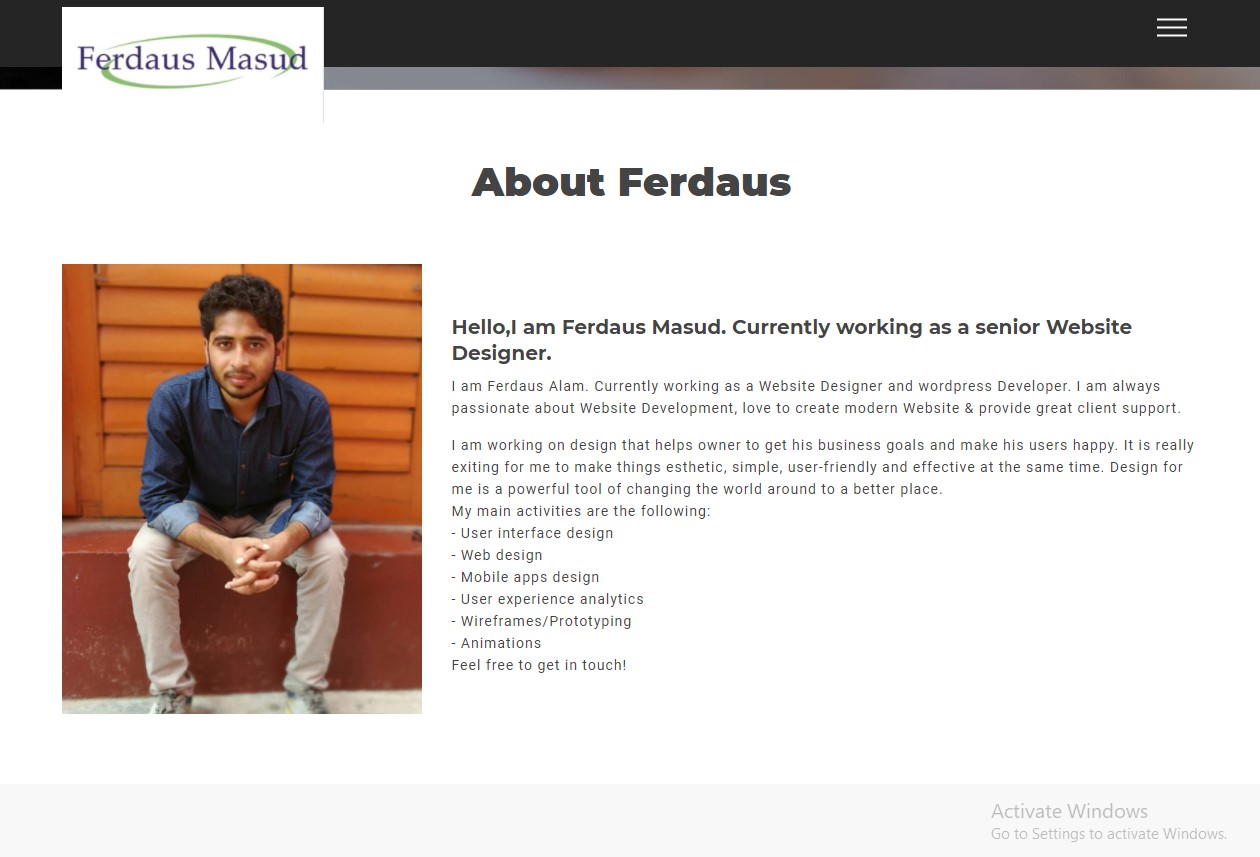 Ferdaus Masud
About Ferdaus
Hello,I am Ferdaus Masud. Currently working as a senior Website
Designer.
I am Ferdaus Alam. Currently working as a Website Designer and wordpress Developer. I am always
passionate about Website Development, love to create modern Website & provide great client support.
I am working on design that helps owner to get his business goals and make his users happy. It is really
exiting for me to make things esthetic, simple, user-friendly and effective at the same time. Design for
me is a powerful tool of changing the world around to a better place.
My main activities are the following:
- User interface design
- Web design
- Mobile apps design
- User experience analytics
- Wireframes/Prototyping
- Animations
Feel free to get in touch!
Activate Windows
Go to Settings to activate Windows.